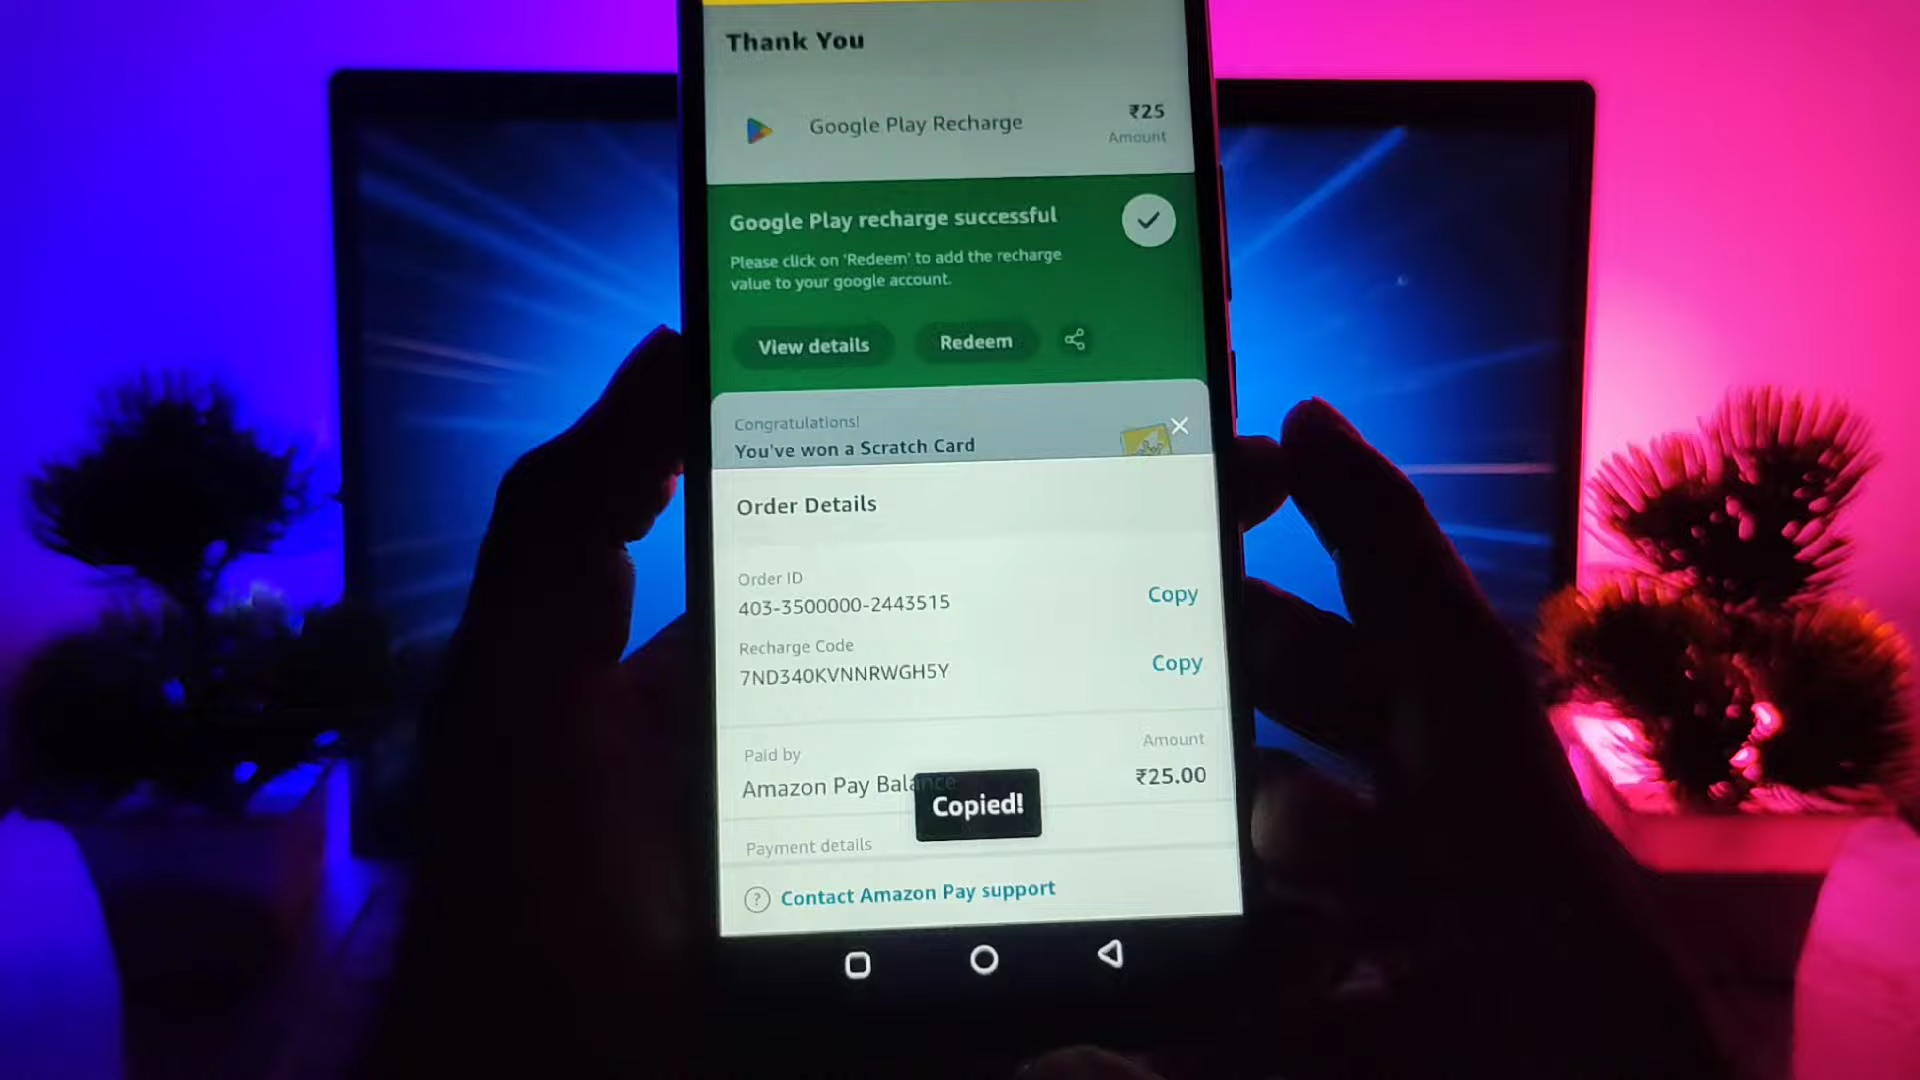 Thank You
Google Play Recharge
₹25
Amount
Google Play recharge successful
Please click on 'Redeem' to add the recharge
value to your google account.
View details
Redeem
Congratulations!
You've won a Scratch Card
Order Details
Order ID
403-3500000-2443515
Copy
Recharge Code
7ND340KVNNRWGH5Y
Copy
Paid by
Amount
Amazon Pay Balance
₹25.00
Copied!
Payment details
? Contact Amazon Pay support